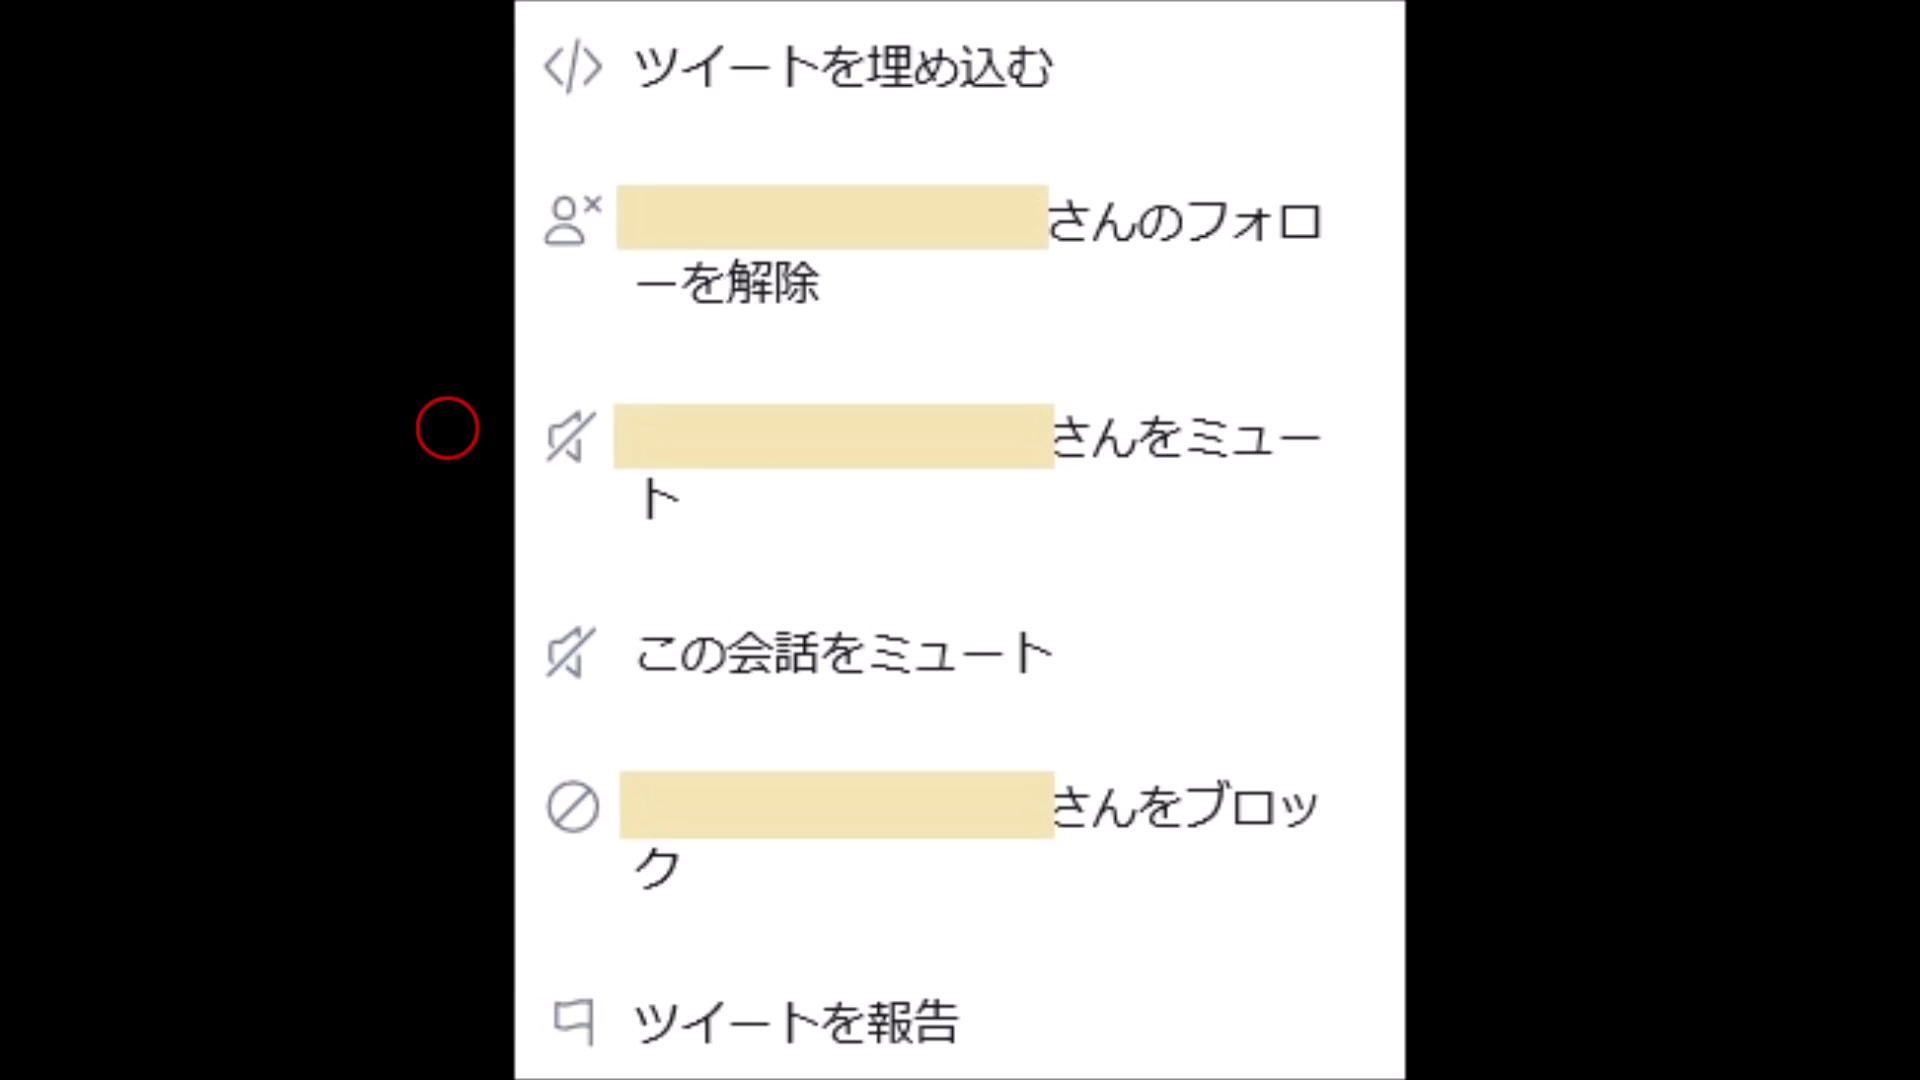 ツイートを埋め込む
さんのフォロ
ーを解除
さんをミュー
ト
この会話をミュート
さんをブロッ
ク
ツイートを報告